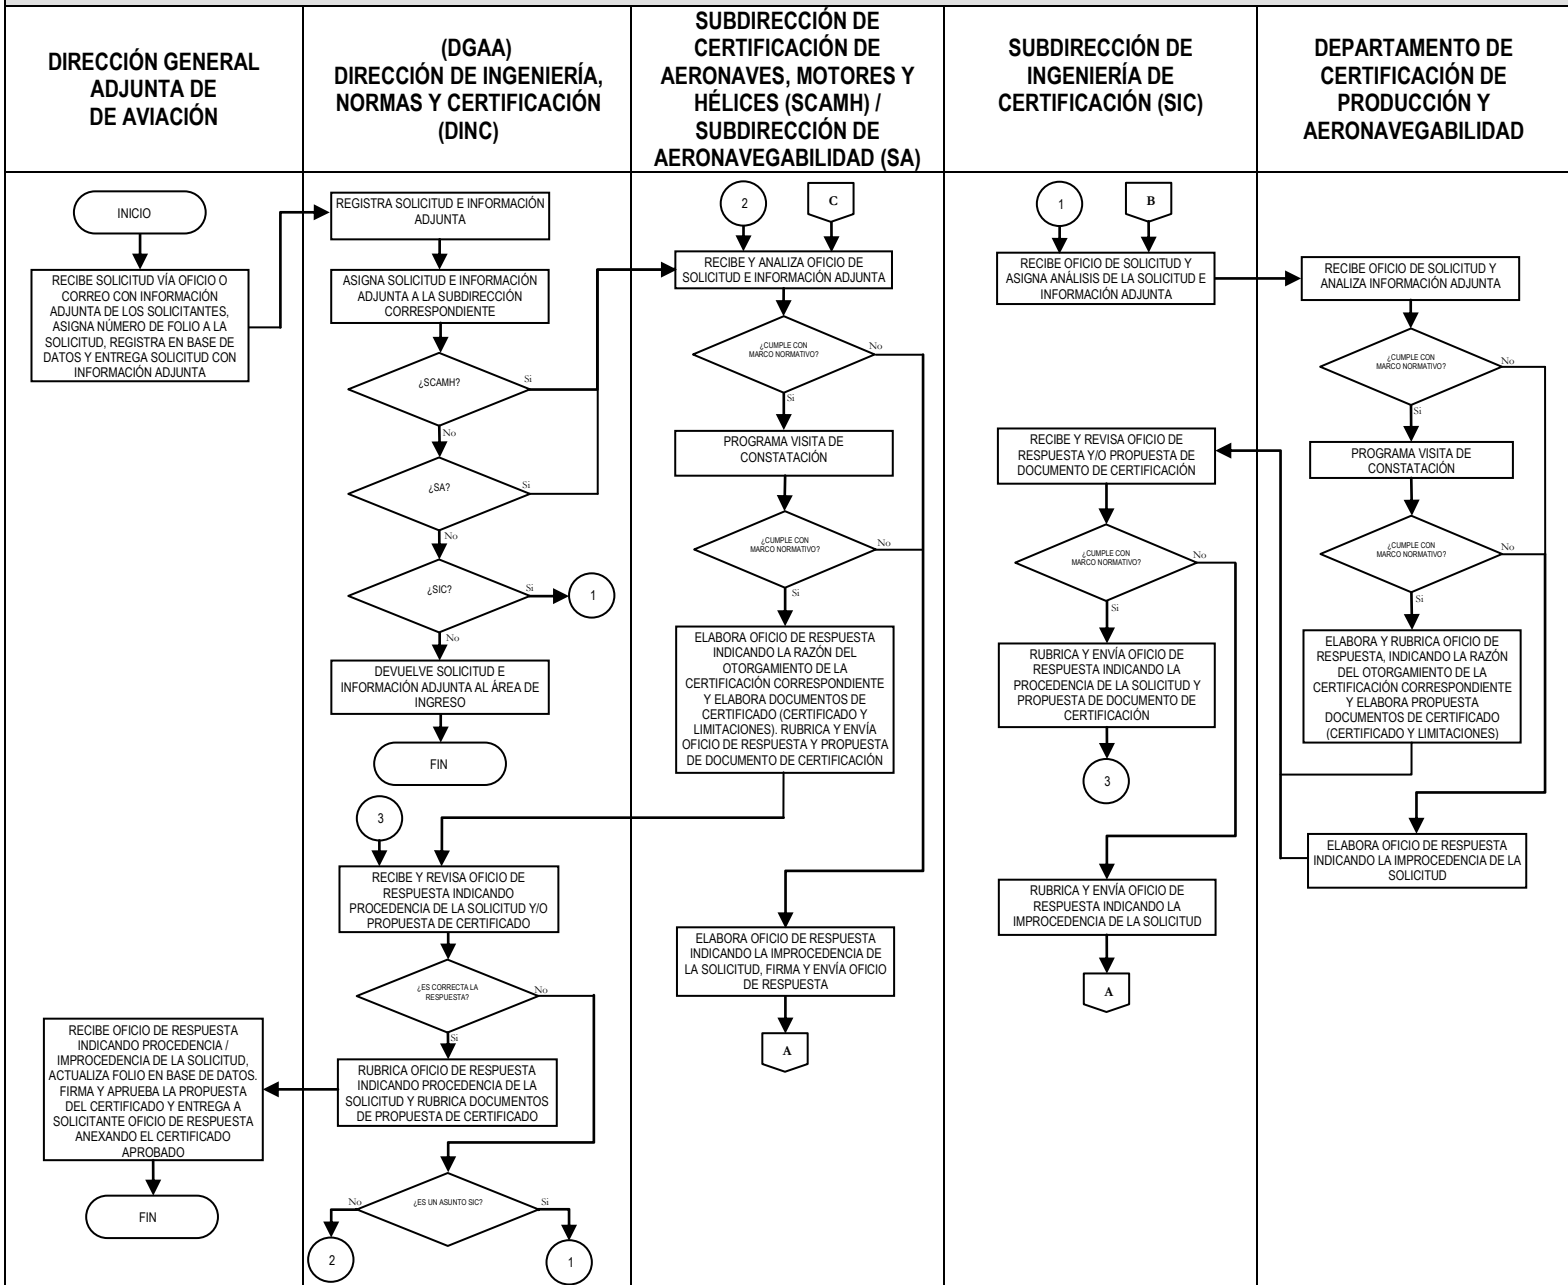 DIRECCIÓN GENERAL
ADJUNTA DE
DE AVIACIÓN
(DGAA)
DIRECCIÓN DE INGENIERÍA,
NORMAS Y CERTIFICACIÓN
(DINC)
SUBDIRECCIÓN DE
CERTIFICACIÓN DE
AERONAVES, MOTORES Y
HÉLICES (SCAMH) /
SUBDIRECCIÓN DE
AERONAVEGABILIDAD (SA)
SUBDIRECCIÓN DE
INGENIERÍA DE
CERTIFICACIÓN (SIC)
DEPARTAMENTO DE
CERTIFICACIÓN DE
PRODUCCIÓN Y
AERONAVEGABILIDAD
INICIO
RECIBE SOLICITUD VÍA OFICIO O
CORREO CON INFORMACIÓN
ADJUNTA DE LOS SOLICITANTES,
ASIGNA NÚMERO DE FOLIO A LA
SOLICITUD, REGISTRA EN BASE DE
DATOS Y ENTREGA SOLICITUD CON
INFORMACIÓN ADJUNTA
RECIBE OFICIO DE RESPUESTA
INDICANDO PROCEDENCIA /
IMPROCEDENCIA DE LA SOLICITUD,
ACTUALIZA FOLIO EN BASE DE DATOS.
FIRMA Y APRUEBA LA PROPUESTA
DEL CERTIFICADO Y ENTREGA A
SOLICITANTE OFICIO DE RESPUESTA
ANEXANDO EL CERTIFICADO
APROBADO
FIN
REGISTRA SOLICITUD E INFORMACIÓN
ADJUNTA
ASIGNA SOLICITUD E INFORMACIÓN
ADJUNTA A LA SUBDIRECCIÓN
CORRESPONDIENTE
¿SCAMH?
Si
No
¿SA?
Si
No
¿SIC?
Si
1
No
DEVUELVE SOLICITUD E
INFORMACIÓN ADJUNTA AL ÁREA DE
INGRESO
FIN
3
RECIBE Y REVISA OFICIO DE
RESPUESTA INDICANDO
PROCEDENCIA DE LA SOLICITUD Y/O
PROPUESTA DE CERTIFICADO
¿ES CORRECTA LA
RESPUESTA?
No
Si
RUBRICA OFICIO DE RESPUESTA
INDICANDO PROCEDENCIA DE LA
SOLICITUD Y RUBRICA DOCUMENTOS
DE PROPUESTA DE CERTIFICADO
¿ES UN ASUNTO SIC?
No
Si
2
1
2
C
RECIBE Y ANALIZA OFICIO DE
SOLICITUD E INFORMACIÓN ADJUNTA
¿CUMPLE CON
MARCO NORMATIVO?
No
Si
PROGRAMA VISITA DE
CONSTATACIÓN
¿CUMPLE CON
MARCO NORMATIVO?
No
Si
ELABORA OFICIO DE RESPUESTA
INDICANDO LA RAZÓN DEL
OTORGAMIENTO DE LA
CERTIFICACIÓN CORRESPONDIENTE
Y ELABORA DOCUMENTOS DE
CERTIFICADO (CERTIFICADO Y
LIMITACIONES). RUBRICA Y ENVÍA
OFICIO DE RESPUESTA Y PROPUESTA
DE DOCUMENTO DE CERTIFICACIÓN
ELABORA OFICIO DE RESPUESTA
INDICANDO LA IMPROCEDENCIA DE
LA SOLICITUD, FIRMA Y ENVÍA OFICIO
DE RESPUESTA
A
1
B
RECIBE OFICIO DE SOLICITUD Y
ASIGNA ANÁLISIS DE LA SOLICITUD E
INFORMACIÓN ADJUNTA
RECIBE Y REVISA OFICIO DE
RESPUESTA Y/O PROPUESTA DE
DOCUMENTO DE CERTIFICACIÓN
¿CUMPLE CON
MARCO NORMATIVO?
No
Si
RUBRICA Y ENVÍA OFICIO DE
RESPUESTA INDICANDO LA
PROCEDENCIA DE LA SOLICITUD Y
PROPUESTA DE DOCUMENTO DE
CERTIFICACIÓN
3
RUBRICA Y ENVÍA OFICIO DE
RESPUESTA INDICANDO LA
IMPROCEDENCIA DE LA SOLICITUD
A
RECIBE OFICIO DE SOLICITUD Y
ANALIZA INFORMACIÓN ADJUNTA
¿CUMPLE CON
MARCO NORMATIVO?
No
Si
PROGRAMA VISITA DE
CONSTATACIÓN
¿CUMPLE CON
MARCO NORMATIVO?
No
Si
ELABORA Y RUBRICA OFICIO DE
RESPUESTA, INDICANDO LA RAZÓN
DEL OTORGAMIENTO DE LA
CERTIFICACIÓN CORRESPONDIENTE
Y ELABORA PROPUESTA
DOCUMENTOS DE CERTIFICADO
(CERTIFICADO Y LIMITACIONES)
ELABORA OFICIO DE RESPUESTA
INDICANDO LA IMPROCEDENCIA DE LA
SOLICITUD